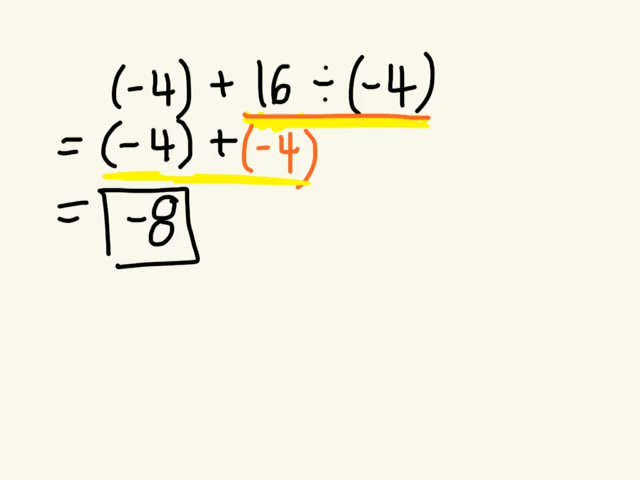 (-4) + 16 ÷ (-4)
= (-4) + (-4)
= -8